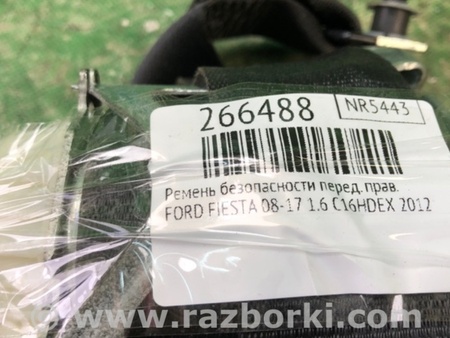 266488
NR5443
Ремень безопасности перед. прав.
FORD FIESTA 08-17 1.6 C16HDEX 2012
www.razborki.com